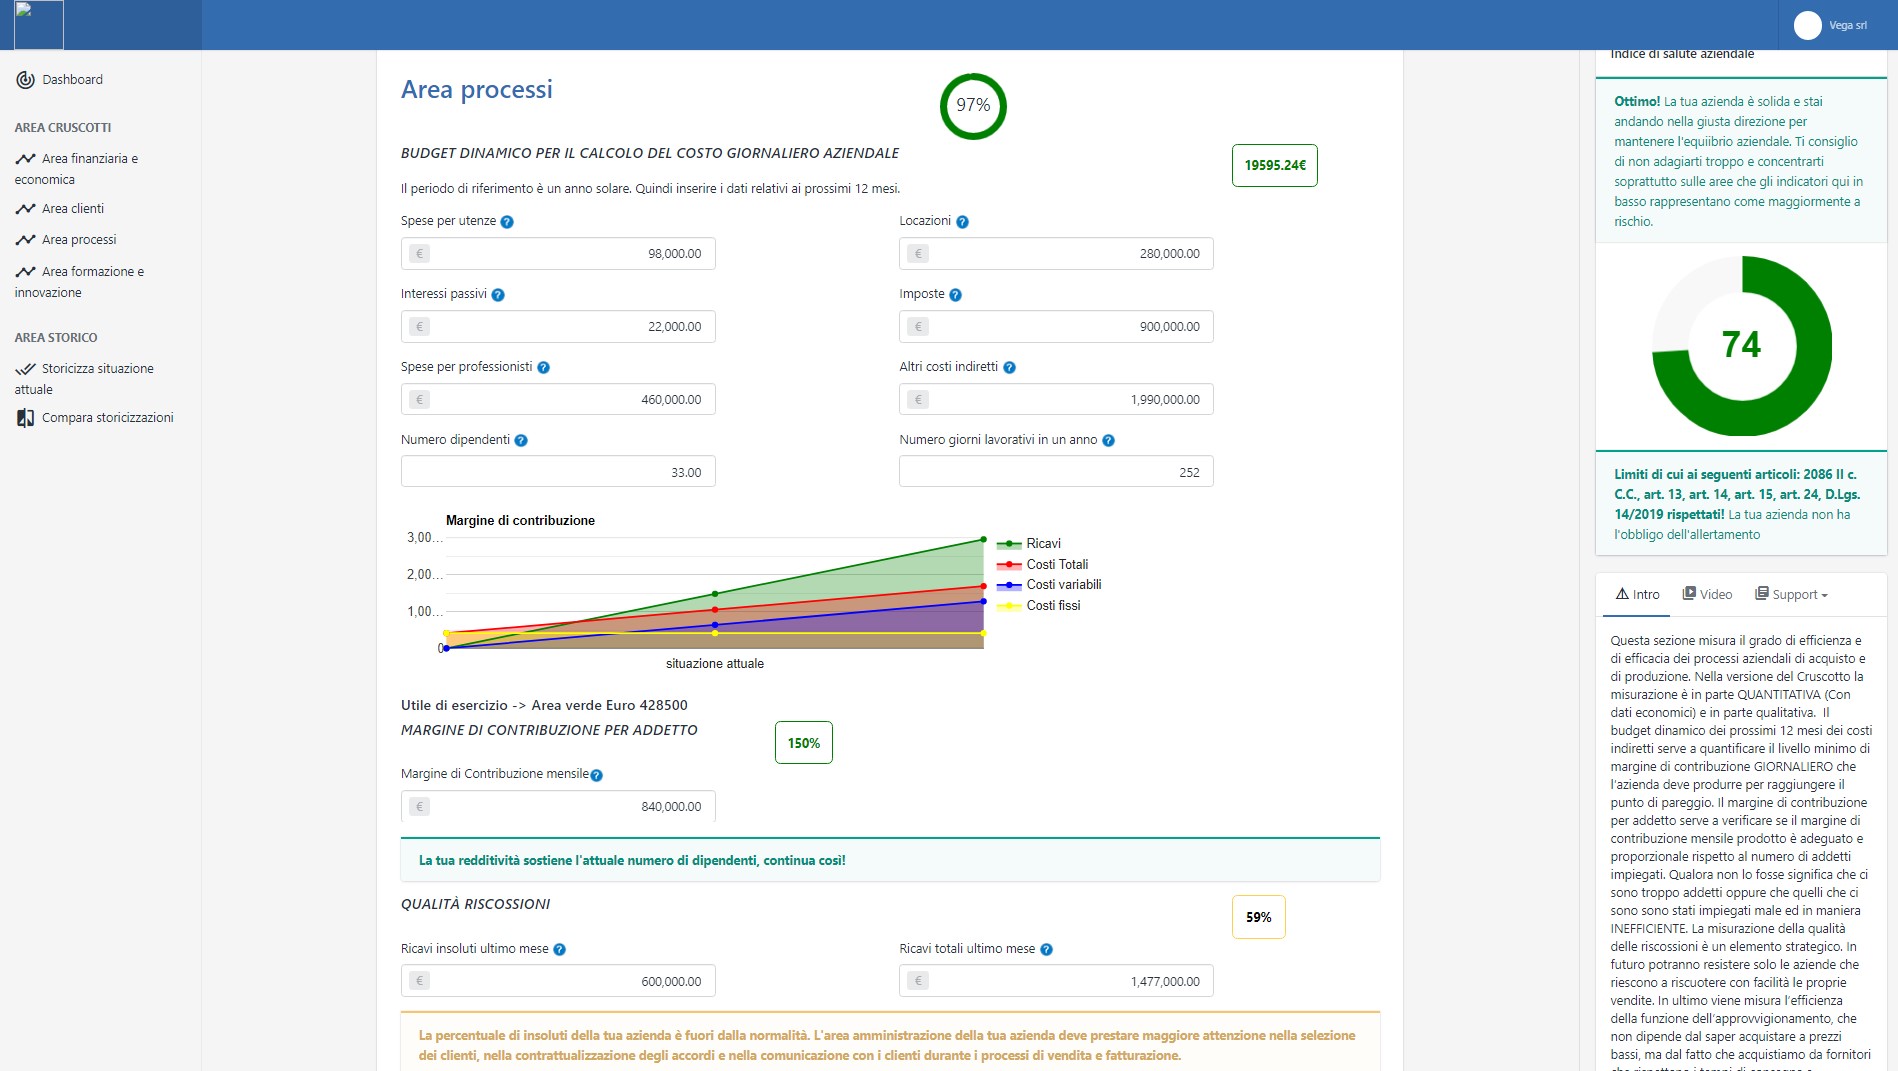 Vega srl
Dashboard
AREA CRUSCOTTI
Area finanziaria e
economica
Area clienti
Area processi
Area formazione e
innovazione
AREA STORICO
Storicizza situazione
attuale
Compara storicizzazioni
Area processi
97%
BUDGET DINAMICO PER IL CALCOLO DEL COSTO GIORNALIERO AZIENDALE
19595.24€
Il periodo di riferimento è un anno solare. Quindi inserire i dati relativi ai prossimi 12 mesi.
Spese per utenze ?
Locazioni ?
€ 98,000.00
€ 280,000.00
Interessi passivi ?
Imposte ?
€ 22,000.00
€ 900,000.00
Spese per professionisti ?
Altri costi indiretti ?
€ 460,000.00
€ 1,990,000.00
Numero dipendenti ?
Numero giorni lavorativi in un anno ?
33.00
252
Margine di contribuzione
3,00...
2,00...
1,00...
0
situazione attuale
Ricavi
Costi Totali
Costi variabili
Costi fissi
Utile di esercizio -> Area verde Euro 428500
MARGINE DI CONTRIBUZIONE PER ADDETTO
150%
Margine di Contribuzione mensile ?
€ 840,000.00
La tua redditività sostiene l'attuale numero di dipendenti, continua così!
QUALITÀ RISCOSSIONI
59%
Ricavi insoluti ultimo mese ?
Ricavi totali ultimo mese ?
€ 600,000.00
€ 1,477,000.00
La percentuale di insoluti della tua azienda è fuori dalla normalità. L'area amministrazione della tua azienda deve prestare maggiore attenzione nella selezione
dei clienti, nella contrattualizzazione degli accordi e nella comunicazione con i clienti durante i processi di vendita e fatturazione.
Indice di salute aziendale
Ottimo! La tua azienda è solida e stai
andando nella giusta direzione per
mantenere l'equiibrio aziendale. Ti consiglio
di non adagiarti troppo e concentrarti
soprattutto sulle aree che gli indicatori qui in
basso rappresentano come maggiormente a
rischio.
74
Limiti di cui ai seguenti articoli: 2086 II c.
C.C., art. 13, art. 14, art. 15, art. 24, D.Lgs.
14/2019 rispettati! La tua azienda non ha
l'obbligo dell'allertamento
Intro
Video
Support
Questa sezione misura il grado di efficienza e
di efficacia dei processi aziendali di acquisto e
di produzione. Nella versione del Cruscotto la
misurazione è in parte QUANTITATIVA (Con
dati economici) e in parte qualitativa. Il
budget dinamico dei prossimi 12 mesi dei costi
indiretti serve a quantificare il livello minimo di
margine di contribuzione GIORNALIERO che
l'azienda deve produrre per raggiungere il
punto di pareggio. Il margine di contribuzione
per addetto serve a verificare se il margine di
contribuzione mensile prodotto è adeguato e
proporzionale rispetto al numero di addetti
impiegati. Qualora non lo fosse significa che ci
sono troppo addetti oppure che quelli che ci
sono sono stati impiegati male ed in maniera
INEFFICIENTE. La misurazione della qualità
delle riscossioni è un elemento strategico. In
futuro potranno resistere solo le aziende che
riescono a riscuotere con facilità le proprie
vendite. In ultimo viene misura l'efficienza
della funzione dell'approvvigionamento, che
non dipende dal saper acquistare a prezzi
bassi, ma dal fatto che acquistiamo da fornitori